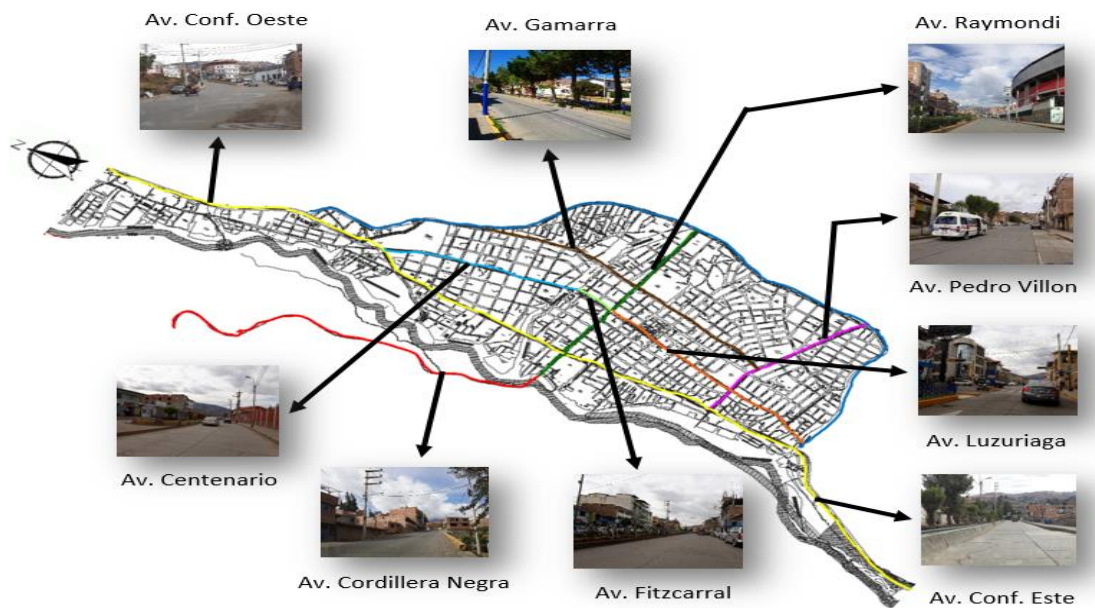 Av. Conf. Oeste
Av. Gamarra
Av. Raymondi
N
Av. Pedro Villon
Av. Luzuriaga
Av. Centenario
Av. Cordillera Negra
Av. Fitzcarral
Av. Conf. Este